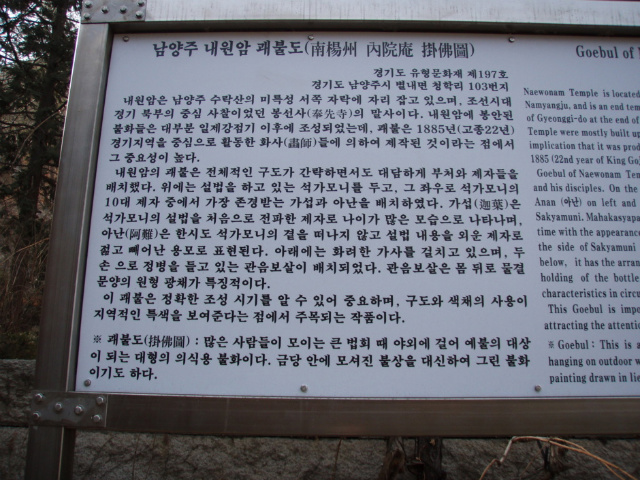 남양주 내원암 괘불도(南楊州 內院庵 掛佛圖)
경기도 유형문화재 제197호
경기도 남양주시 별내면 청학리 103번지
내원암은 남양주 수락산의 미륵성 서쪽 자락에 자리 잡고 있으며, 조선시대
경기 북부의 중심 사찰이었던 봉선사(奉先寺)의 말사이다. 내원암에 봉안된
불화들은 대부분 일제강점기 이후에 조성되었는데, 괘불은 1885년(고종22년)
경기지역을 중심으로 활동한 화사(畵師)들에 의하여 제작된 것이라는 점에서
그 중요성이 높다.
내원암의 괘불은 전체적인 구도가 간략하면서도 대담하게 부처와 제자들을
배치했다. 위에는 설법을 하고 있는 석가모니를 두고, 그 좌우로 석가모니의
10대 제자 중에서 가장 존경받는 가섭과 아난을 배치하였다. 가섭(迦葉)은
석가모니의 설법을 처음으로 전파한 제자로 나이가 많은 모습으로 나타나며,
아난(阿難)은 한시도 석가모니의 곁을 떠나지 않고 설법 내용을 외운 제자로
젊고 빼어난 용모로 표현된다. 아래에는 화려한 가사를 걸치고 있으며, 두
손 으로 정병을 들고 있는 관음보살이 배치되었다. 관음보살은 몸 뒤로 물결
문양의 원형 광채가 특징적이다.
이 괘불은 정확한 조성 시기를 알 수 있어 중요하며, 구도와 색채의 사용이
지역적인 특색을 보여준다는 점에서 주목되는 작품이다.
※ 괘불도(掛佛圖) : 많은 사람들이 모이는 큰 법회 때 야외에 걸어 예불의 대상
이 되는 대형의 의식용 불화이다. 금당 안에 모셔진 불상을 대신하여 그린 불화
이기도 하다.
Goebul of
Naewonam Temple is located
Namyangju, and is an end tem
of Gyeonggi-do at the end of
Temple were mostly built up
implication that it was prod
1885 (22nd year of King Go
Goebul of Naewonam Tem
and his disciples. On the
Anan (아난) on left and
Sakyamuni. Mahakasyapa
time with the appearance
the side of Sakyamuni
below, it has the arran
holding of the bottle
characteristics in circu
This Goebul is impo
attracting the attention
※ Goebul : This is a
hanging on outdoor w
painting drawn in lie